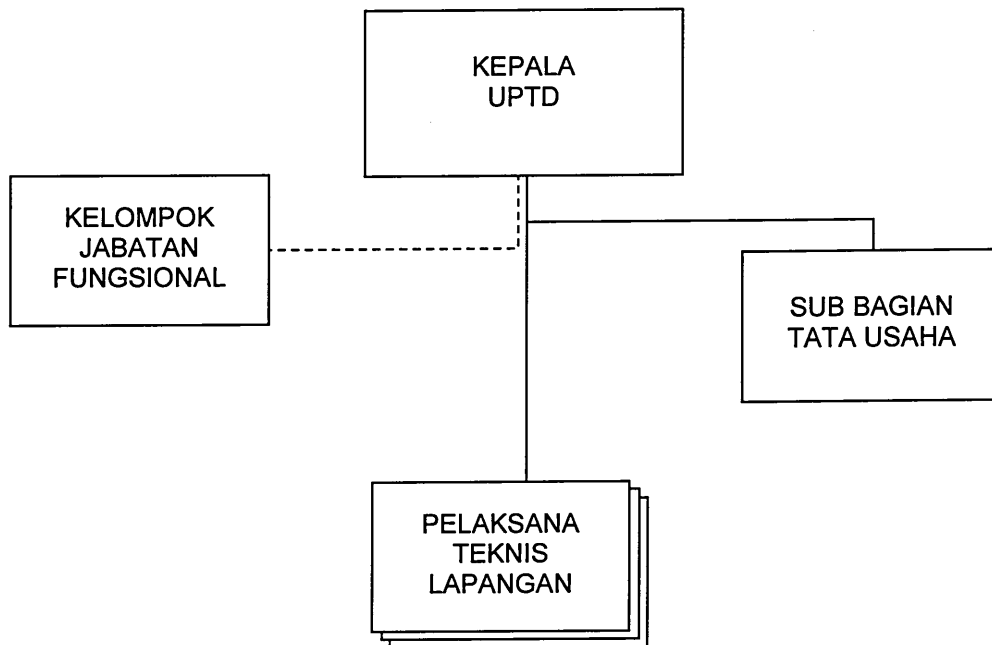 KEPALA
UPTD
KELOMPOK
JABATAN
FUNGSIONAL
SUB BAGIAN
TATA USAHA
PELAKSANA
TEKNIS
LAPANGAN